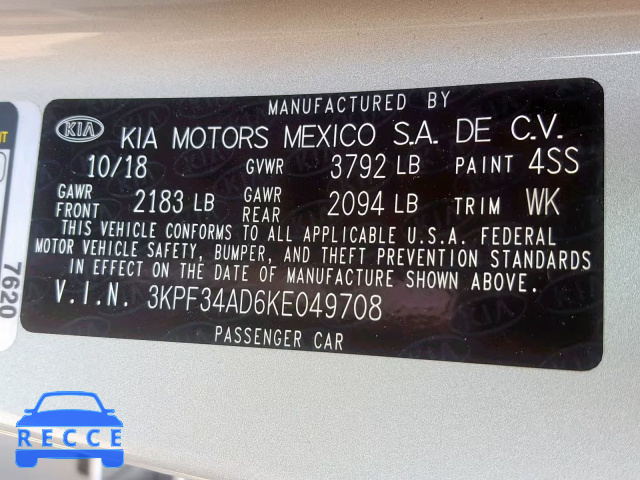 MANUFACTURED BY
KIA KIA MOTORS MEXICO S.A. DE C.V.
10/18 GVWR 3792 LB PAINT 4SS
GAWR FRONT 2183 LB GAWR REAR 2094 LB TRIM WK
THIS VEHICLE CONFORMS TO ALL APPLICABLE U.S.A. FEDERAL
MOTOR VEHICLE SAFETY, BUMPER, AND THEFT PREVENTION STANDARDS
IN EFFECT ON THE DATE OF MANUFACTURE SHOWN ABOVE.
V.I.N. 3KPF34AD6KE049708
PASSENGER CAR
7620
RECCE